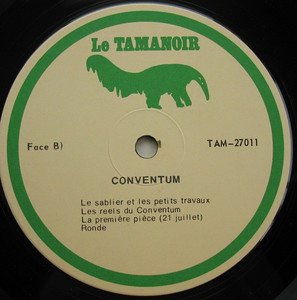 Le TAMANOIR
Face B)
TAM-27011
CONVENTUM
Le sablier et les petits travaux
Les reels du Conventum
La première pièce (21 juillet)
Ronde